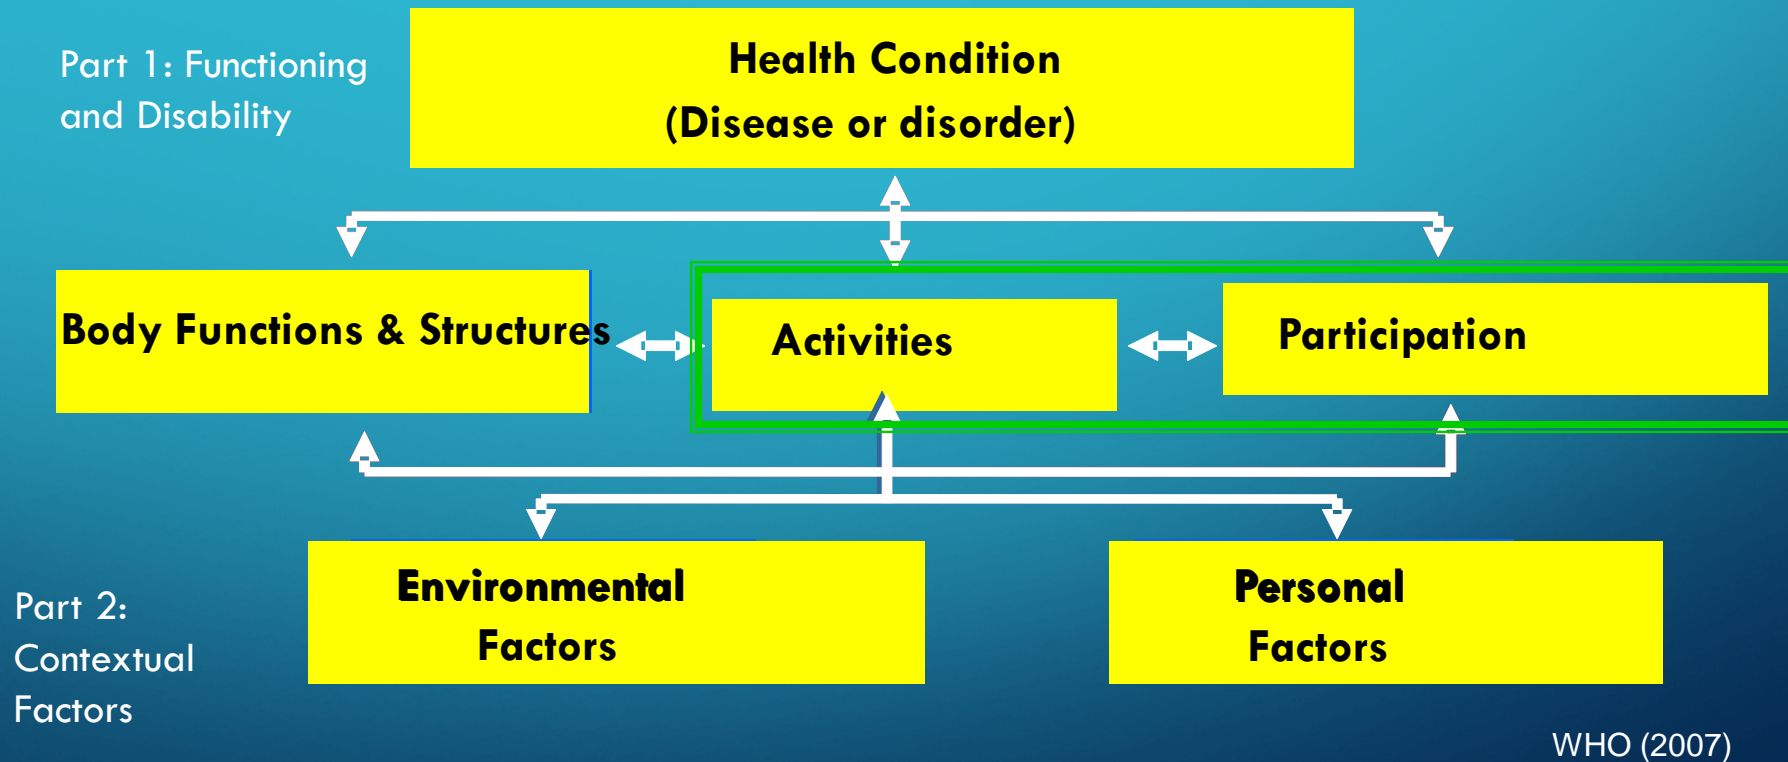 Part 1: Functioning
and Disability
Health Condition
(Disease or disorder)
Body Functions & Structures
Activities
Participation
Part 2:
Contextual
Factors
Environmental
Factors
Personal
Factors
WHO (2007)